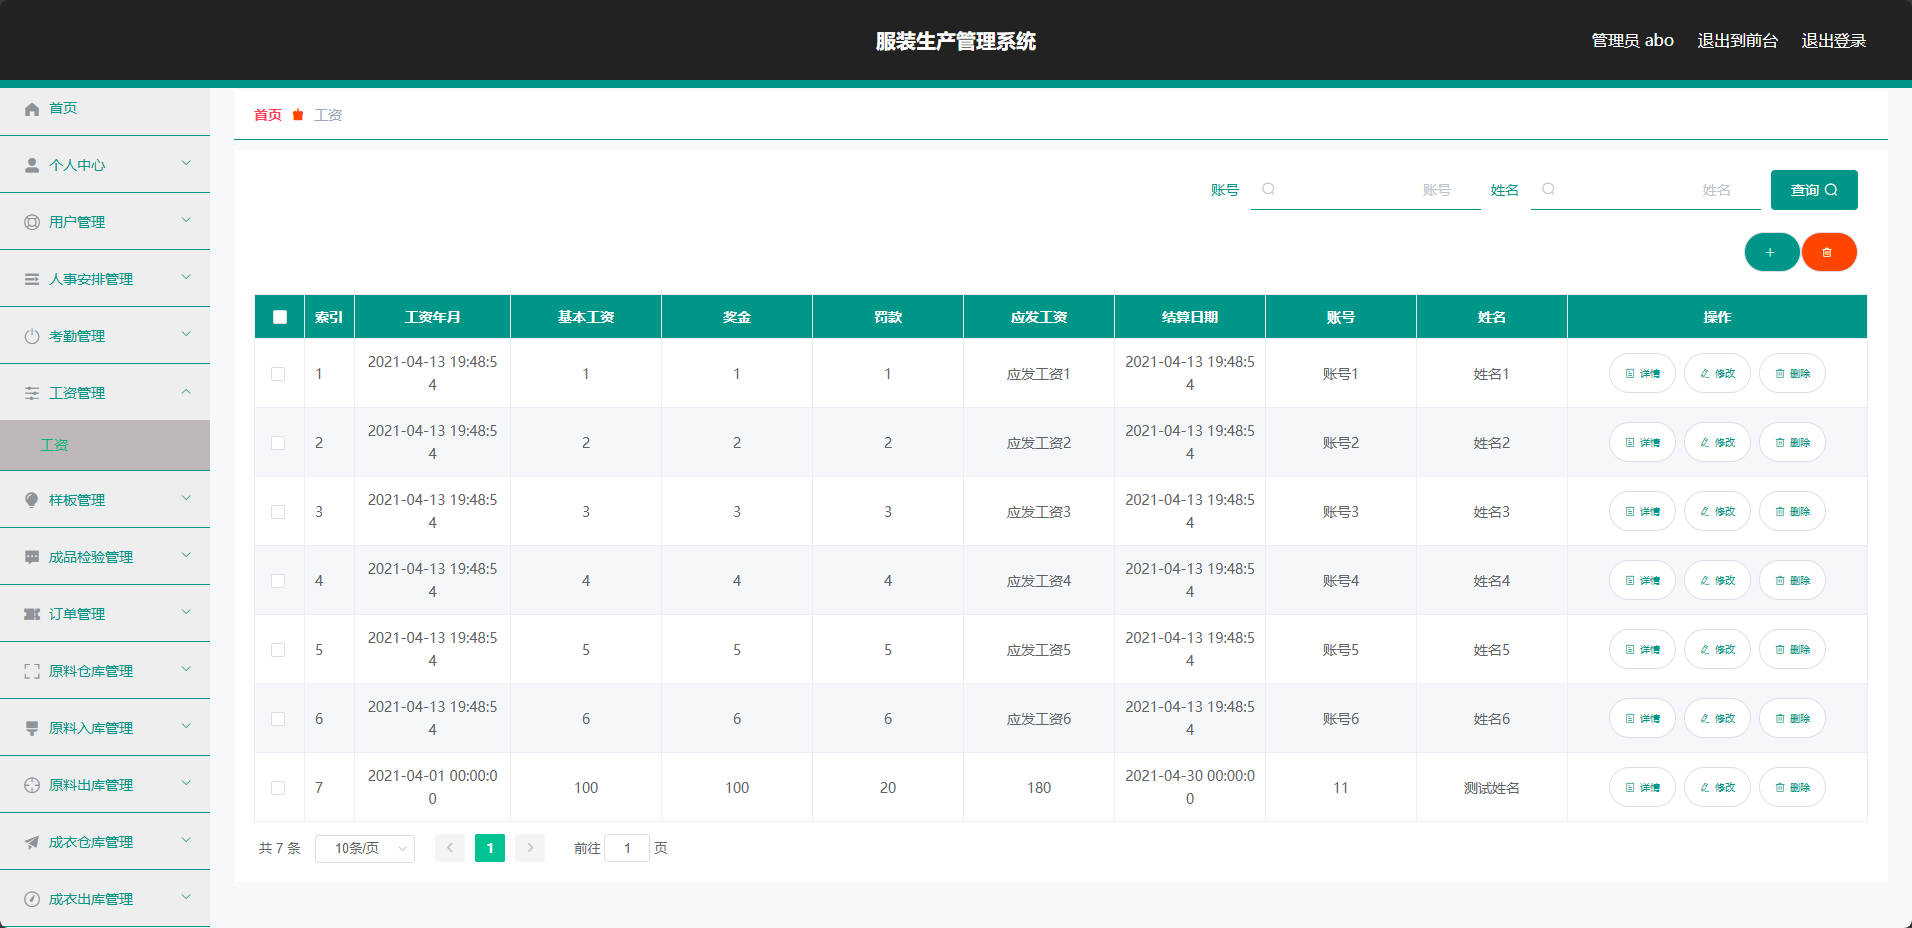 服装生产管理系统
管理员 abo 退出到前台 退出登录
首页
个人中心
用户管理
人事安排管理
考勤管理
工资管理
工资
样板管理
成品检验管理
订单管理
原料仓库管理
原料入库管理
原料出库管理
成衣仓库管理
成衣出库管理
首页 工资
账号 账号 姓名 姓名 查询
索引 工资年月 基本工资 奖金 罚款 应发工资 结算日期 账号 姓名 操作
1 2021-04-13 19:48:54 1 1 1 应发工资1 2021-04-13 19:48:54 账号1 姓名1 详情 修改 删除
2 2021-04-13 19:48:54 2 2 2 应发工资2 2021-04-13 19:48:54 账号2 姓名2 详情 修改 删除
3 2021-04-13 19:48:54 3 3 3 应发工资3 2021-04-13 19:48:54 账号3 姓名3 详情 修改 删除
4 2021-04-13 19:48:54 4 4 4 应发工资4 2021-04-13 19:48:54 账号4 姓名4 详情 修改 删除
5 2021-04-13 19:48:54 5 5 5 应发工资5 2021-04-13 19:48:54 账号5 姓名5 详情 修改 删除
6 2021-04-13 19:48:54 6 6 6 应发工资6 2021-04-13 19:48:54 账号6 姓名6 详情 修改 删除
7 2021-04-01 00:00:00 100 100 20 180 2021-04-30 00:00:00 11 测试姓名 详情 修改 删除
共 7 条 10条/页 1 前往 1 页